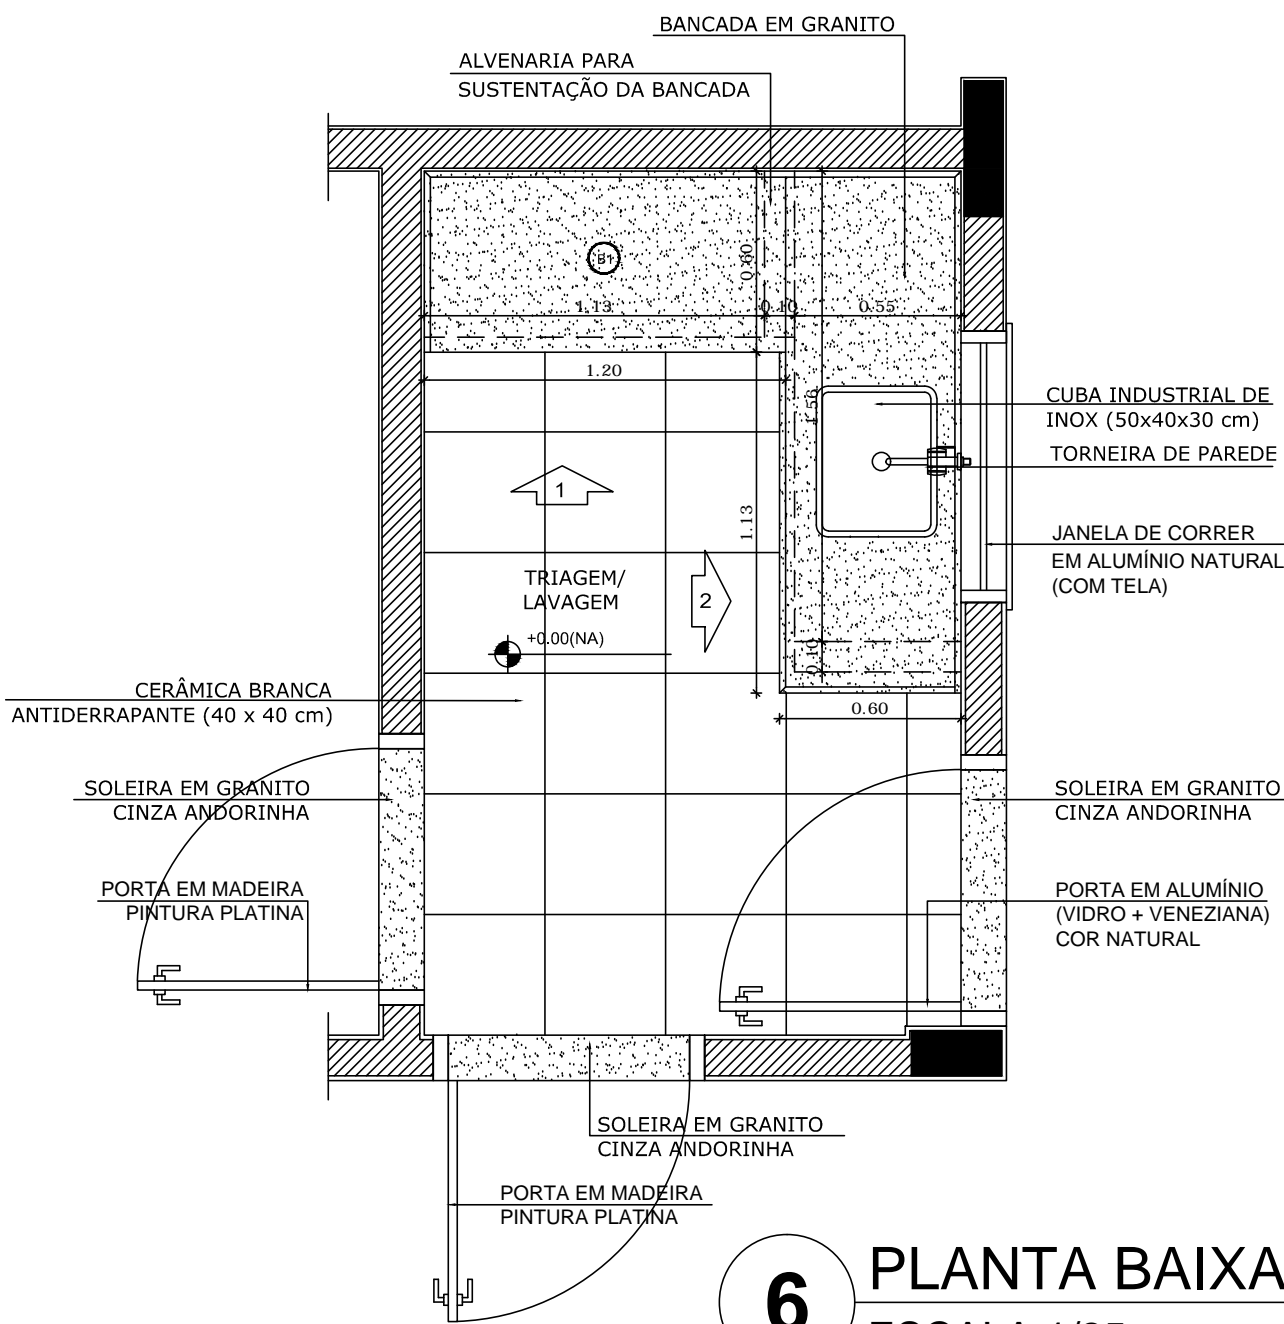 BANCADA EM GRANITO
ALVENARIA PARA
SUSTENTAÇÃO DA BANCADA
B1
0.60
1.13
0.10
0.55
1.20
1.56
CUBA INDUSTRIAL DE
INOX (50x40x30 cm)
TORNEIRA DE PAREDE
1
1.13
JANELA DE CORRER
EM ALUMÍNIO NATURAL
(COM TELA)
TRIAGEM/
LAVAGEM
2
+0.00(NA)
0.10
CERÂMICA BRANCA
ANTIDERRAPANTE (40 x 40 cm)
0.60
SOLEIRA EM GRANITO
CINZA ANDORINHA
SOLEIRA EM GRANITO
CINZA ANDORINHA
PORTA EM MADEIRA
PINTURA PLATINA
PORTA EM ALUMÍNIO
(VIDRO + VENEZIANA)
COR NATURAL
SOLEIRA EM GRANITO
CINZA ANDORINHA
PORTA EM MADEIRA
PINTURA PLATINA
6
PLANTA BAIXA